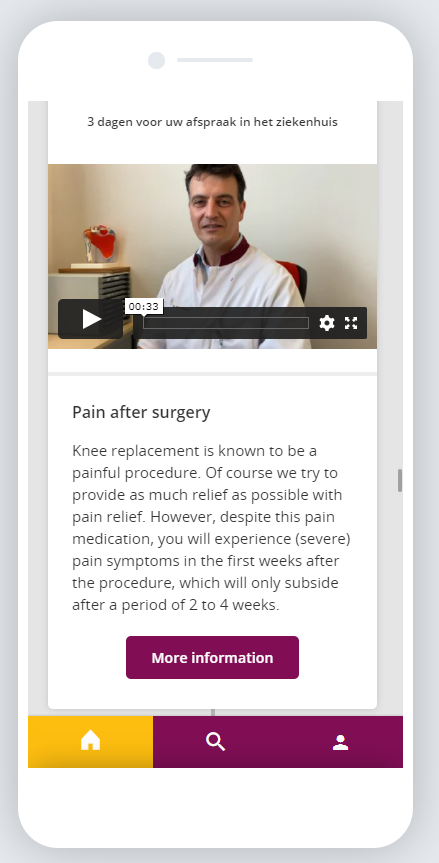 3 dagen voor uw afspraak in het ziekenhuis
00:33
Pain after surgery
Knee replacement is known to be a
painful procedure. Of course we try to
provide as much relief as possible with
pain relief. However, despite this pain
medication, you will experience (severe)
pain symptoms in the first weeks after
the procedure, which will only subside
after a period of 2 to 4 weeks.
More information